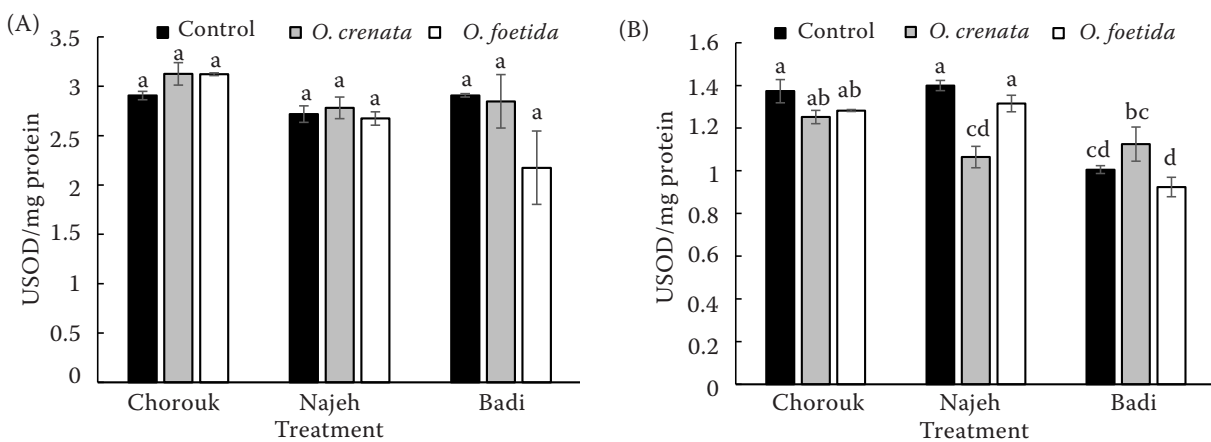 (A)
3.5
3
2.5
2
1.5
1
0.5
0
USOD/mg protein
Control O. crenata O. foetida
a a a
a a a
a a a
Chorouk Najeh Badi
Treatment
(B)
1.6
1.4
1.2
1
0.8
0.6
0.4
0.2
0
USOD/mg protein
Control O. crenata O. foetida
a ab ab
a cd a
cd bc d
Chorouk Najeh Badi
Treatment